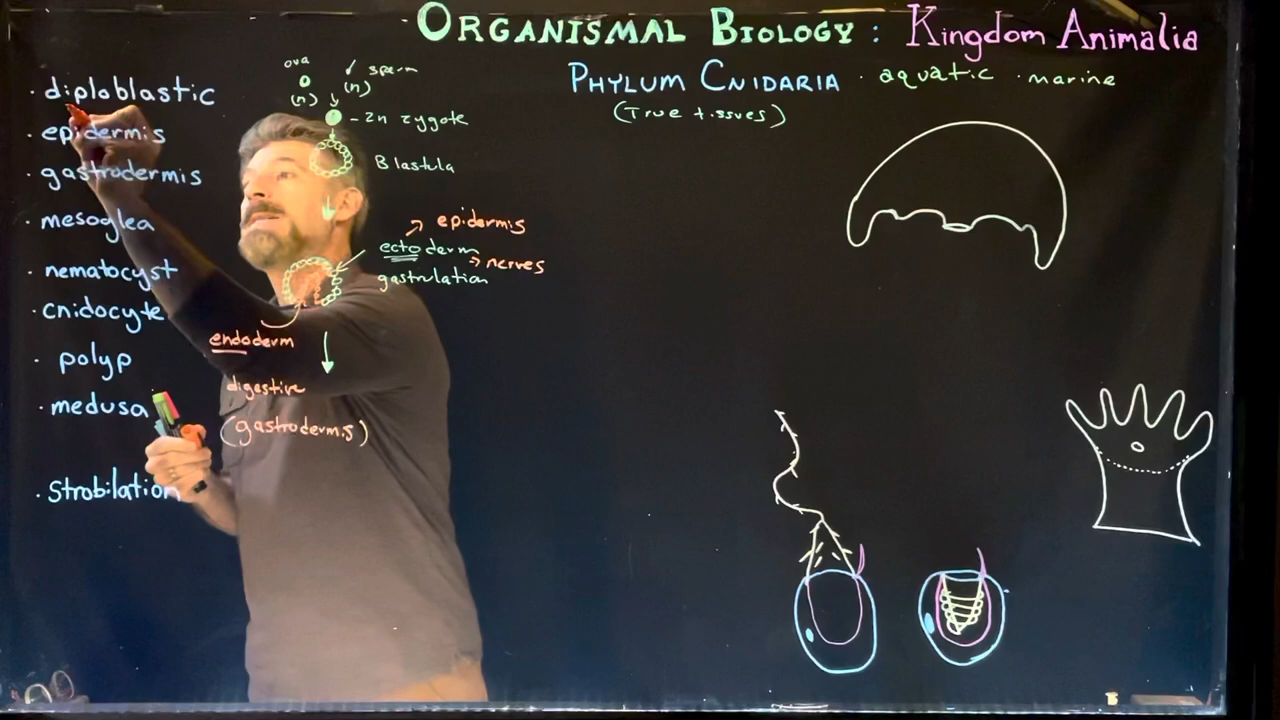 ORGANISMAL BIOLOGY : Kingdom Animalia
PHYLUM CNIDARIA · aquatic · marine
(True tissues)
· diploblastic
· epidermis
· gastrodermis
· mesoglea
· nematocyst
· cnidocyte
· polyp
· medusa
· Strobilation
ova
(n)
sperm
(n)
- 2n zygote
Blastula
→ epidermis
ectoderm
→ nerves
gastrulation
endoderm
digestive
(gastrodermis)
B